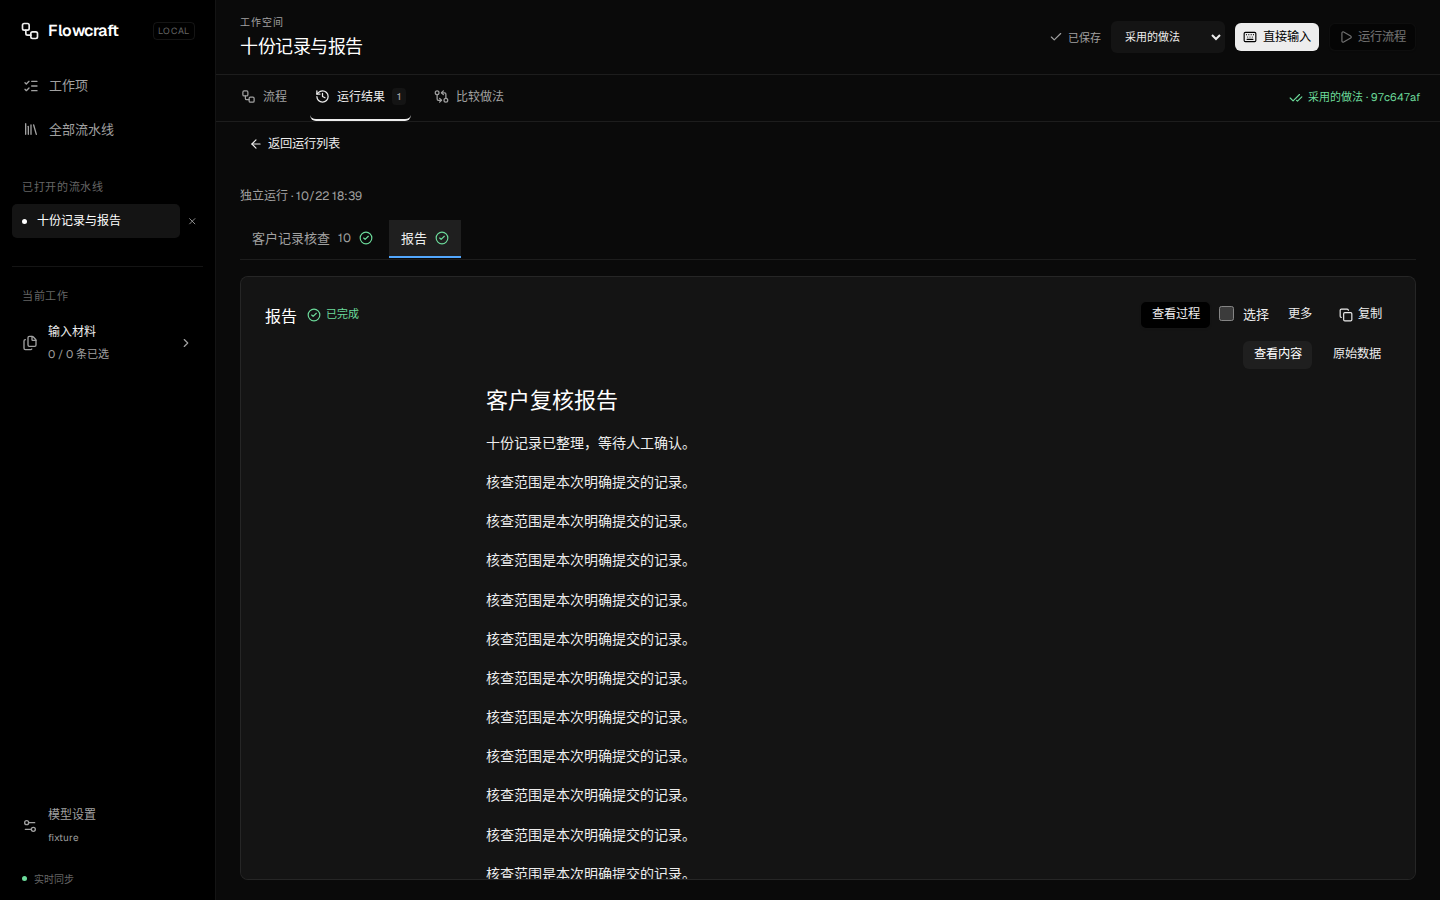 Flowcraft LOCAL
工作项
全部流水线
已打开的流水线
十份记录与报告
当前工作
输入材料
0 / 0 条已选
模型设置
fixture
实时同步
工作空间
十份记录与报告
已保存 采用的做法 直接输入 运行流程
流程 运行结果 1 比较做法 采用的做法 · 97c647af
返回运行列表
独立运行 · 10/22 18:39
客户记录核查 10 报告
报告 已完成 查看过程 选择 更多 复制
查看内容 原始数据
客户复核报告
十份记录已整理，等待人工确认。
核查范围是本次明确提交的记录。
核查范围是本次明确提交的记录。
核查范围是本次明确提交的记录。
核查范围是本次明确提交的记录。
核查范围是本次明确提交的记录。
核查范围是本次明确提交的记录。
核查范围是本次明确提交的记录。
核查范围是本次明确提交的记录。
核查范围是本次明确提交的记录。
核查范围是本次明确提交的记录。
核查范围是本次明确提交的记录。